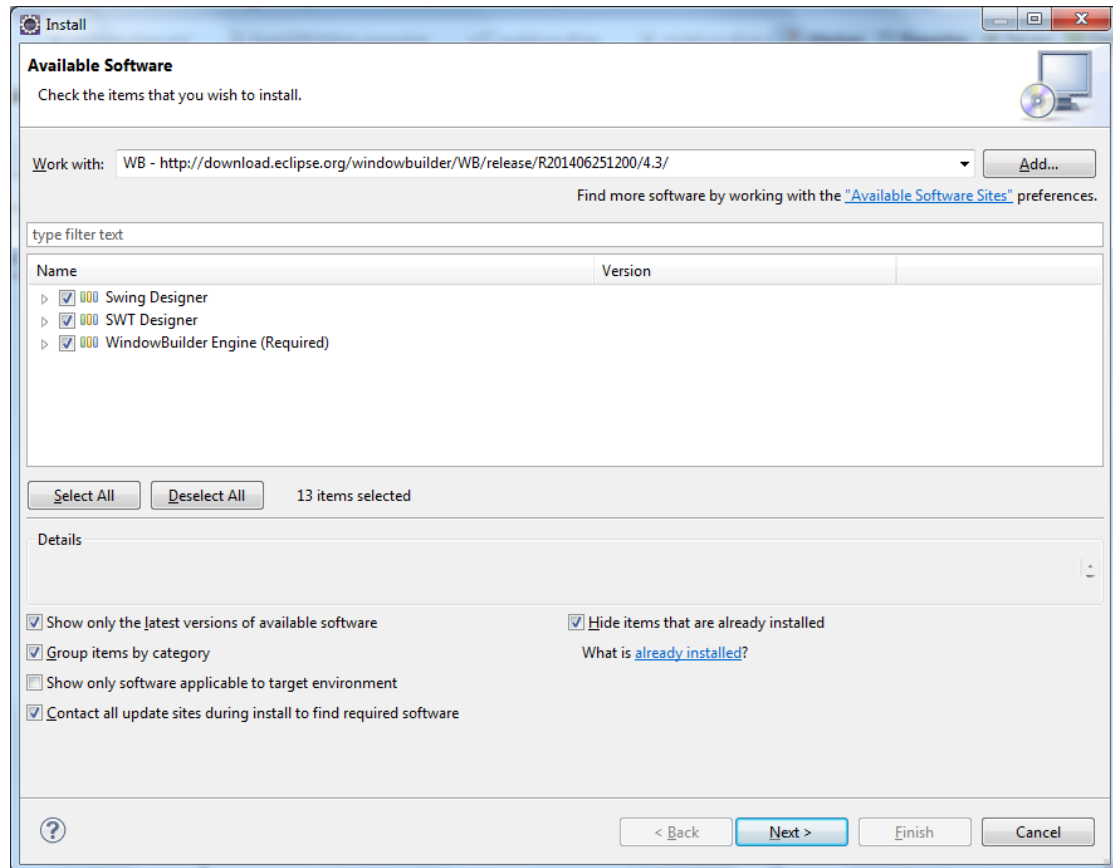 Install
Available Software
Check the items that you wish to install.
Work with: WB - http://download.eclipse.org/windowbuilder/WB/release/R201406251200/4.3/ Add...
Find more software by working with the "Available Software Sites" preferences.
type filter text
Name Version
Swing Designer
SWT Designer
WindowBuilder Engine (Required)
Select All Deselect All 13 items selected
Details
Show only the latest versions of available software Hide items that are already installed
Group items by category What is already installed?
Show only software applicable to target environment
Contact all update sites during install to find required software
? < Back Next > Finish Cancel